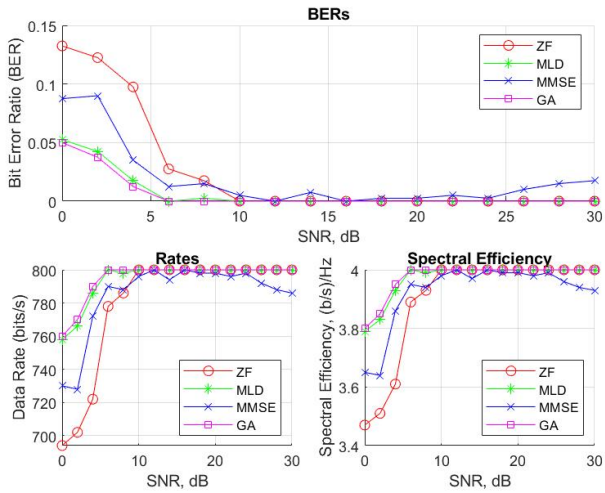 BERs
0.15
0.1
0.05
0
Bit Error Ratio (BER)
0 5 10 15 20 25 30
SNR, dB
ZF
MLD
MMSE
GA
Rates
800
780
760
740
720
700
Data Rate (bits/s)
0 10 20 30
SNR, dB
ZF
MLD
MMSE
GA
Spectral Efficiency
4
3.8
3.6
3.4
Spectral Efficiency, (b/s)/Hz
0 10 20 30
SNR, dB
ZF
MLD
MMSE
GA